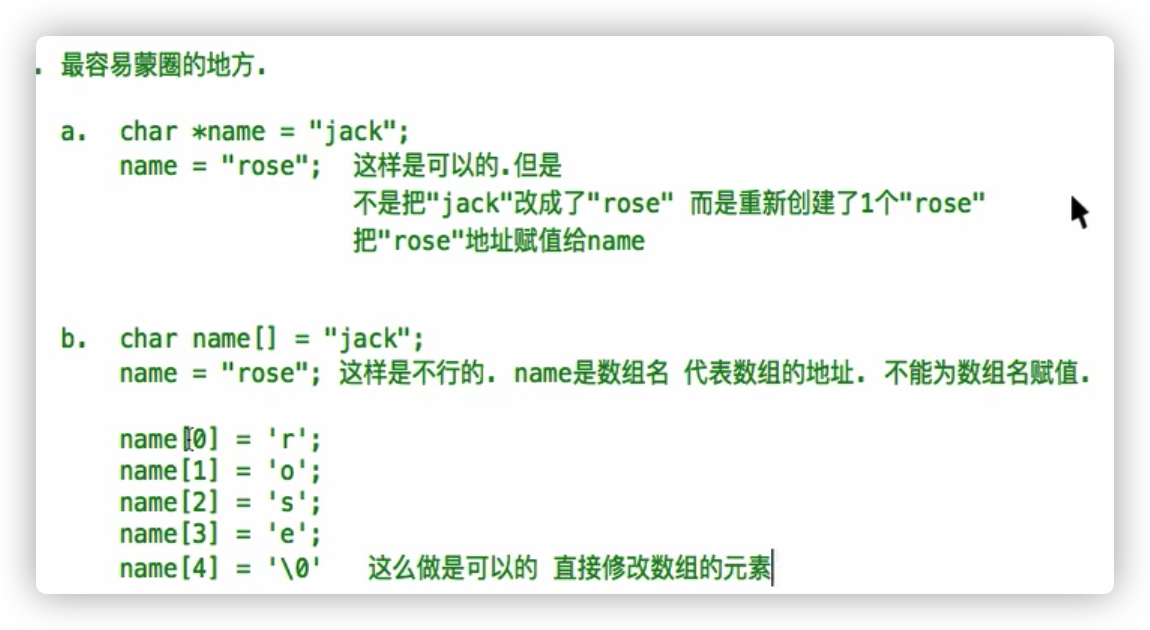 . 最容易蒙圈的地方.
a. char *name = "jack";
name = "rose"; 这样是可以的.但是
不是把"jack"改成了"rose" 而是重新创建了1个"rose"
把"rose"地址赋值给name
b. char name[] = "jack";
name = "rose"; 这样是不行的. name是数组名 代表数组的地址. 不能为数组名赋值.
name[0] = 'r';
name[1] = 'o';
name[2] = 's';
name[3] = 'e';
name[4] = '\0' 这么做是可以的 直接修改数组的元素